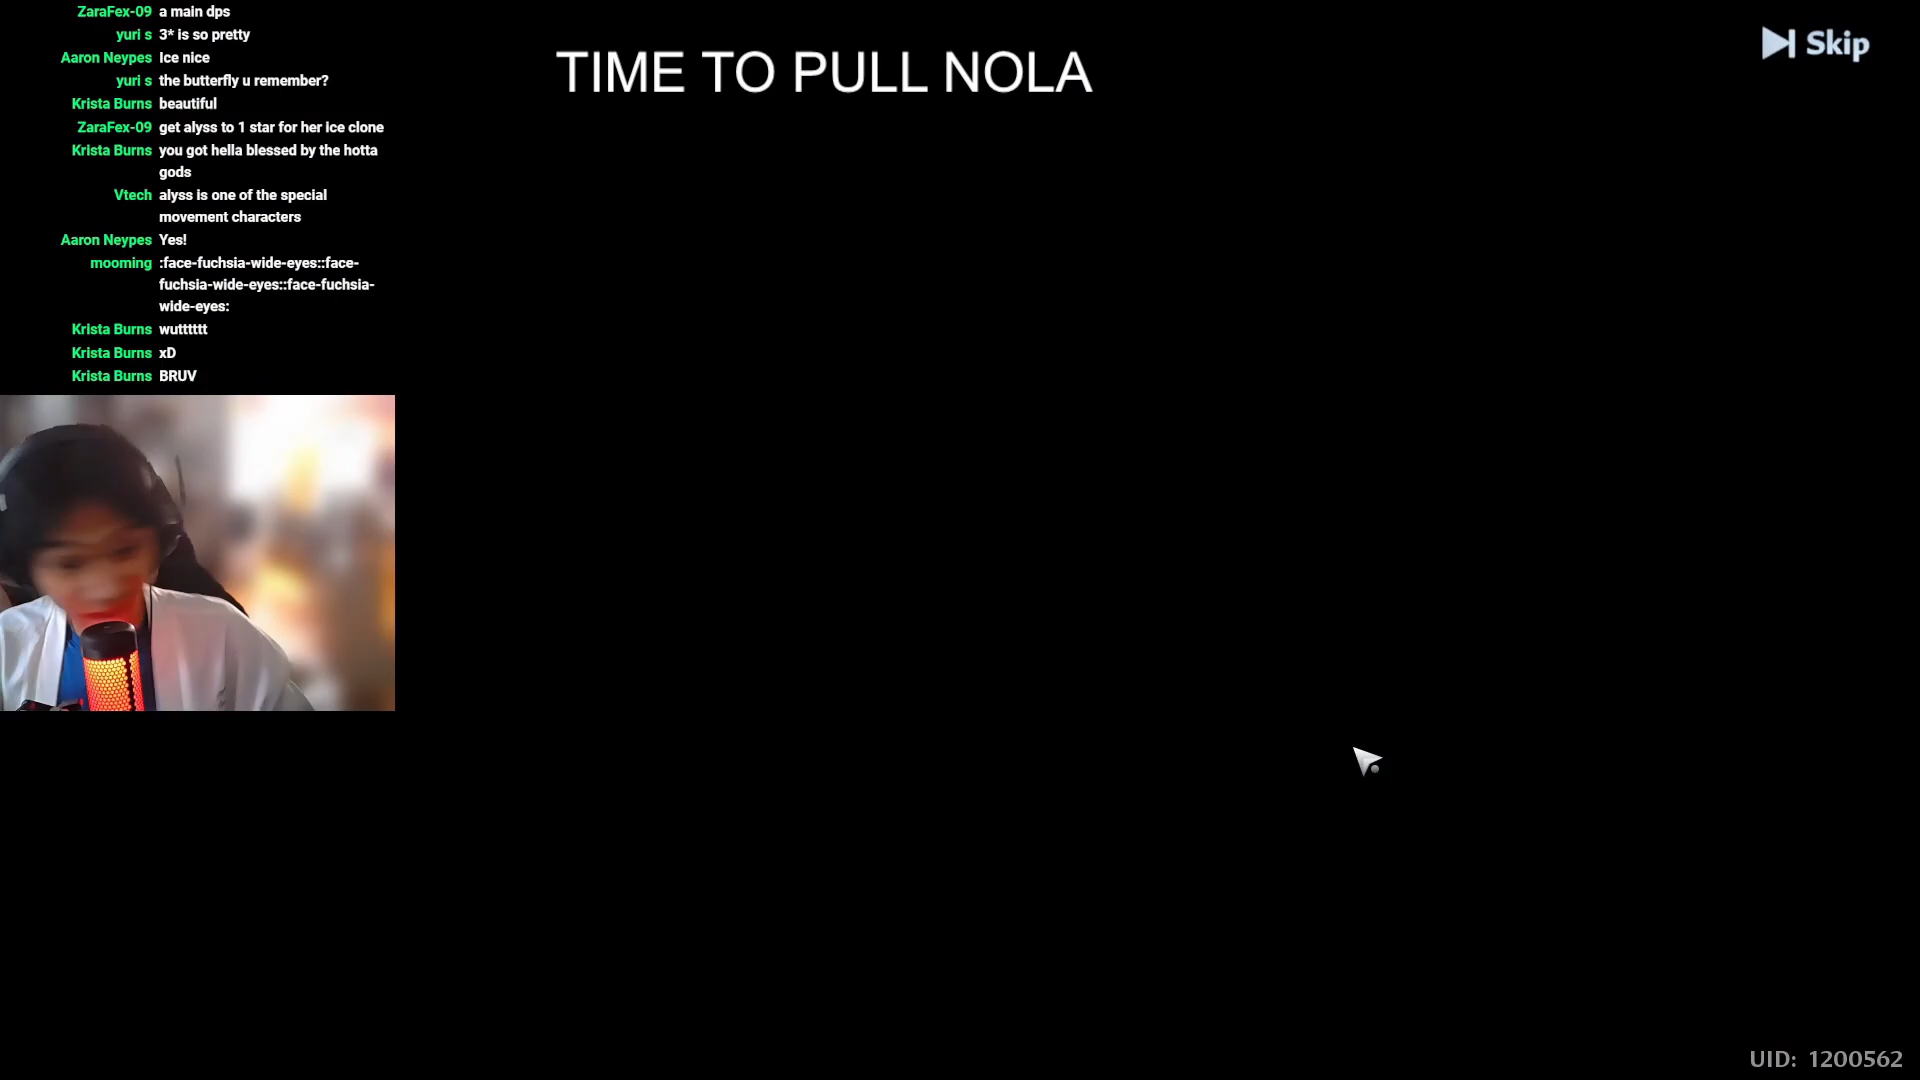 ZaraFex-09 a main dps
yuri s 3* is so pretty
Aaron Neypes Ice nice
yuri s the butterfly u remember?
Krista Burns beautiful
ZaraFex-09 get alyss to 1 star for her ice clone
Krista Burns you got hella blessed by the hotta
gods
Vtech alyss is one of the special
movement characters
Aaron Neypes Yes!
mooming :face-fuchsia-wide-eyes::face-
fuchsia-wide-eyes::face-fuchsia-
wide-eyes:
Krista Burns wutttttt
Krista Burns xD
Krista Burns BRUV
TIME TO PULL NOLA
Skip
UID: 1200562